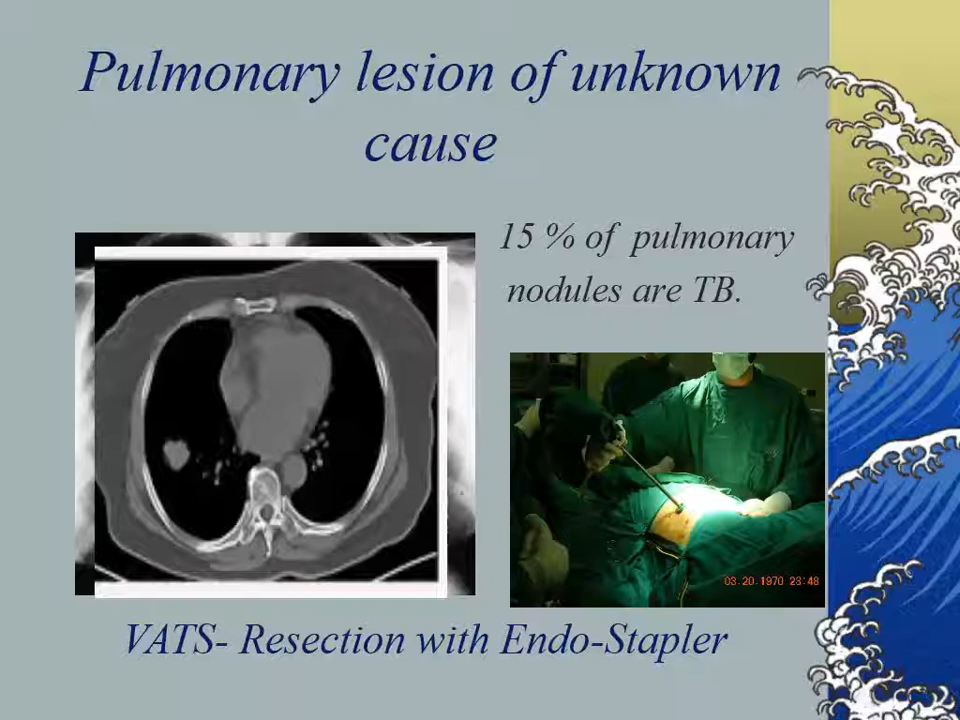 Pulmonary lesion of unknown
cause
15 % of pulmonary
nodules are TB.
03.20.1970 23:48
VATS- Resection with Endo-Stapler